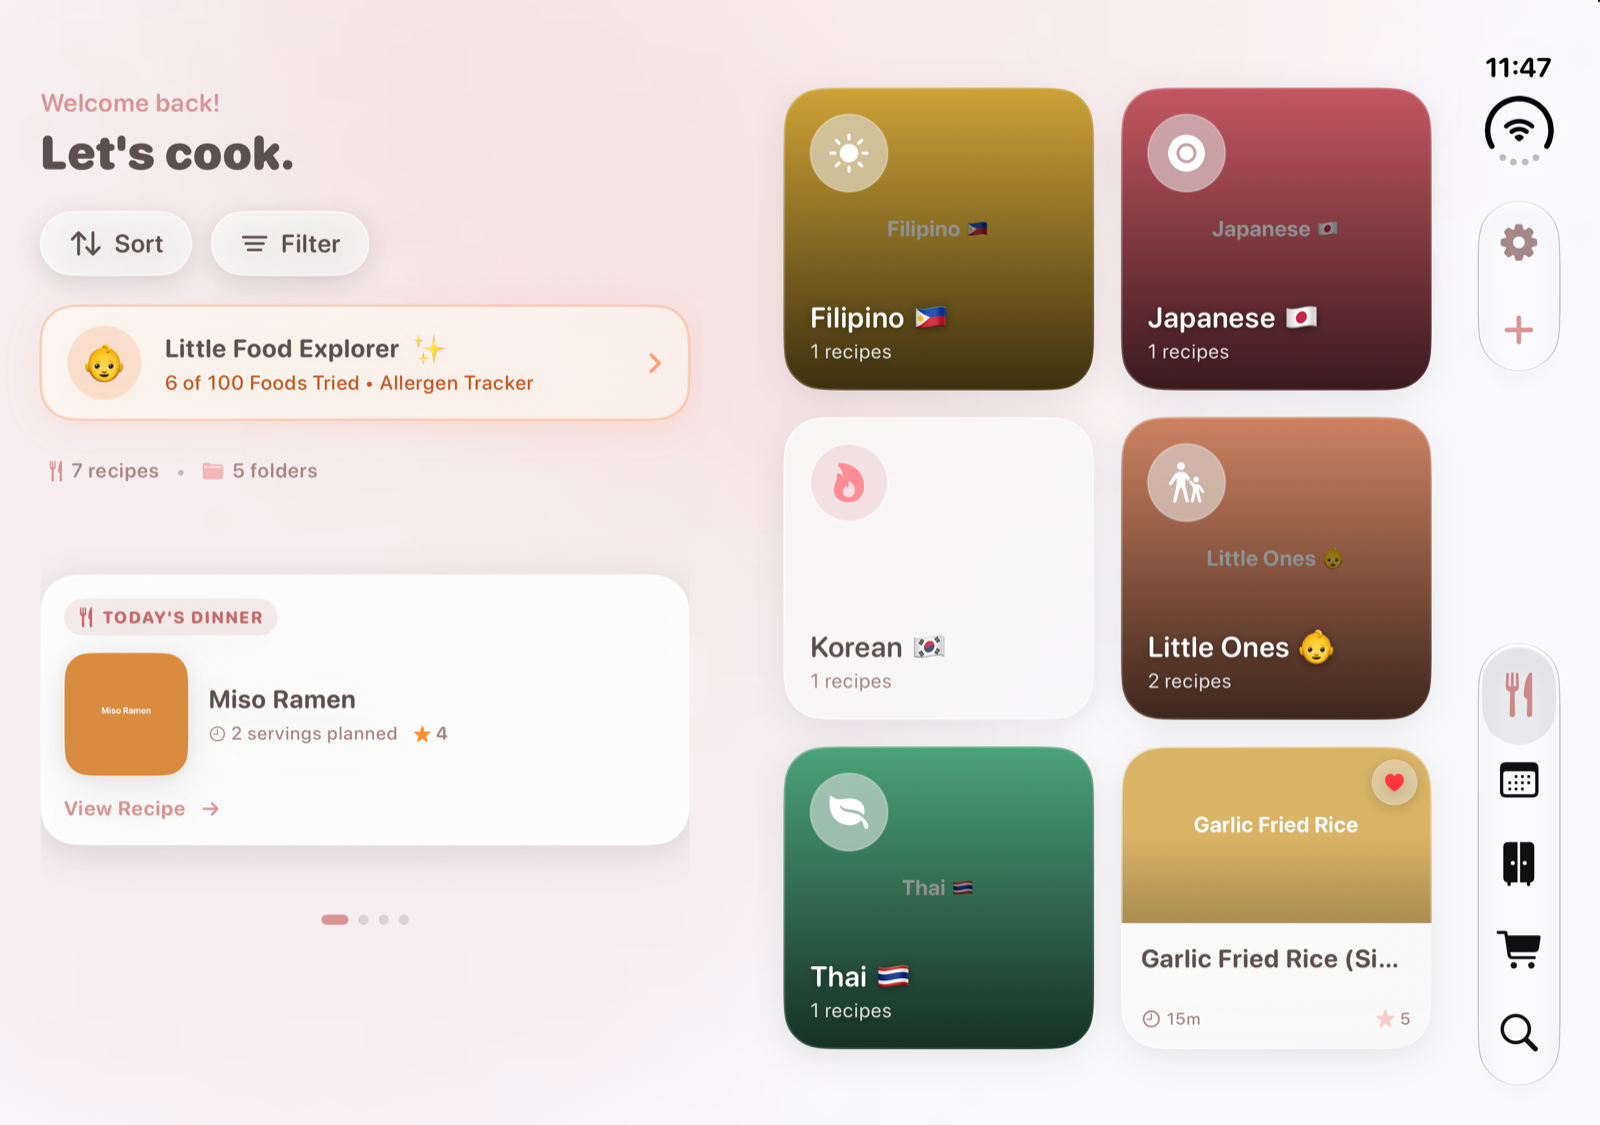 Welcome back!
Let's cook.
Sort
Filter
Little Food Explorer ✨
6 of 100 Foods Tried • Allergen Tracker
7 recipes • 5 folders
TODAY'S DINNER
Miso Ramen
Miso Ramen
2 servings planned ★ 4
View Recipe →
Filipino 🇵🇭
Filipino 🇵🇭
1 recipes
Japanese 🇯🇵
Japanese 🇯🇵
1 recipes
Korean 🇰🇷
1 recipes
Little Ones 👶
Little Ones 👶
2 recipes
Thai 🇹🇭
Thai 🇹🇭
1 recipes
Garlic Fried Rice
Garlic Fried Rice (Si...
15m
★ 5
11:47